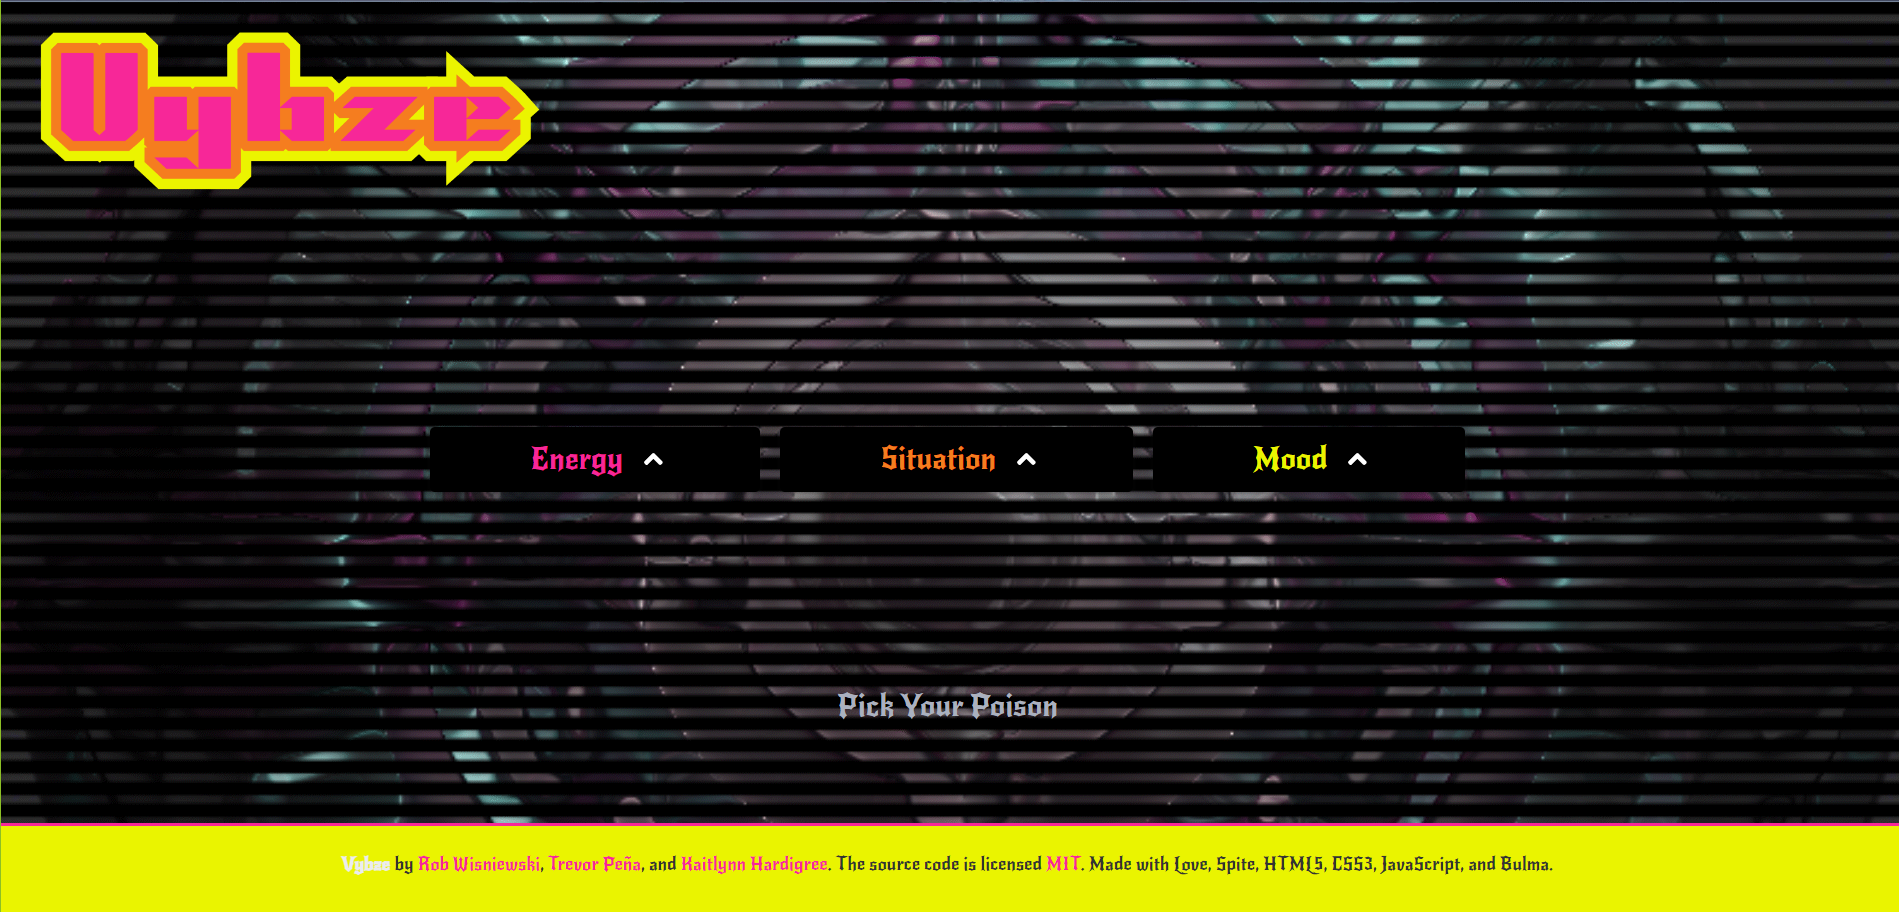 Vybze
Energy
Situation
Mood
Pick Your Poison
Vybze by Rob Wisniewski, Trevor Peña, and Kaitlynn Hardigree. The source code is licensed MIT. Made with Love, Spite, HTML5, CSS3, JavaScript, and Bulma.